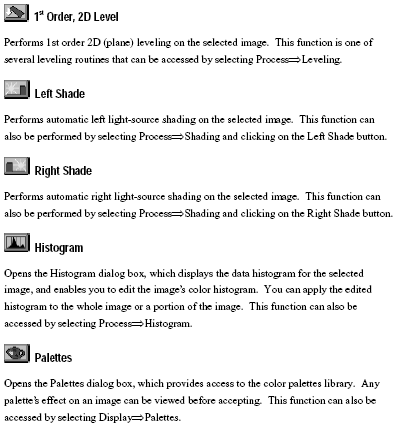 1st Order, 2D Level
Performs 1st order 2D (plane) leveling on the selected image. This function is one of
several leveling routines that can be accessed by selecting Process⇒Leveling.
Left Shade
Performs automatic left light-source shading on the selected image. This function can
also be performed by selecting Process⇒Shading and clicking on the Left Shade button.
Right Shade
Performs automatic right light-source shading on the selected image. This function can
also be performed by selecting Process⇒Shading and clicking on the Right Shade button.
Histogram
Opens the Histogram dialog box, which displays the data histogram for the selected
image, and enables you to edit the image's color histogram. You can apply the edited
histogram to the whole image or a portion of the image. This function can also be
accessed by selecting Process⇒Histogram.
Palettes
Opens the Palettes dialog box, which provides access to the color palettes library. Any
palette's effect on an image can be viewed before accepting. This function can also be
accessed by selecting Display⇒Palettes.